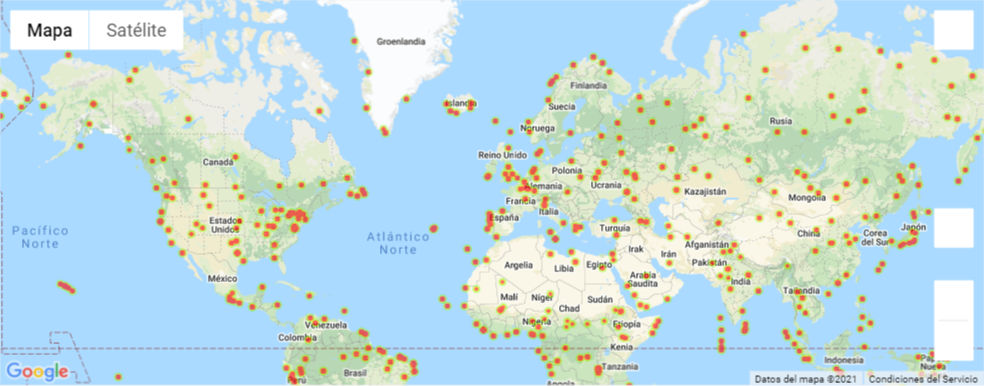 Mapa Satélite
Groenlandia
Islandia
Finlandia
Suecia
Noruega
Rusia
Canadá
Reino Unido
Polonia
Alemania
Ucrania
Kazajistán
Mongolia
Francia
Italia
España
Turquía
Estados
Unidos
Pacífico
Norte
Atlántico
Norte
China
Corea
del Sur
Japón
Afganistán
Irak
Irán
Pakistán
Argelia
Libia
Egipto
Arabia
Saudita
India
México
Tailandia
Malí
Níger
Chad
Sudán
Nigeria
Etiopía
Venezuela
Colombia
Kenia
Indonesia
Tanzania
Perú
Brasil
Angola
Google
Datos del mapa ©2021 Condiciones del Servicio